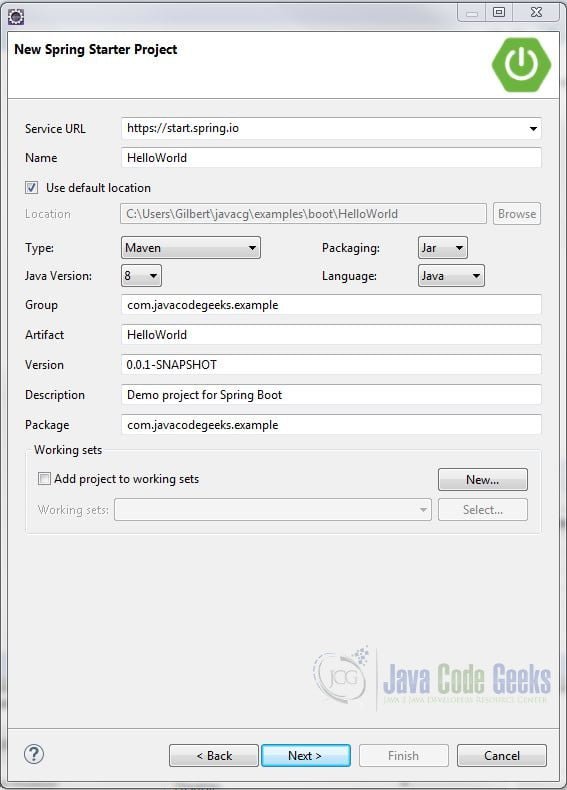 New Spring Starter Project
Service URL https://start.spring.io
Name HelloWorld
Use default location
Location C:\Users\Gilbert\javacg\examples\boot\HelloWorld Browse
Type: Maven Packaging: Jar
Java Version: 8 Language: Java
Group com.javacodegeeks.example
Artifact HelloWorld
Version 0.0.1-SNAPSHOT
Description Demo project for Spring Boot
Package com.javacodegeeks.example
Working sets
Add project to working sets New...
Working sets: Select...
JCG Java Code Geeks
JAVA 2 JAVA DEVELOPERS RESOURCE CENTER
? < Back Next > Finish Cancel